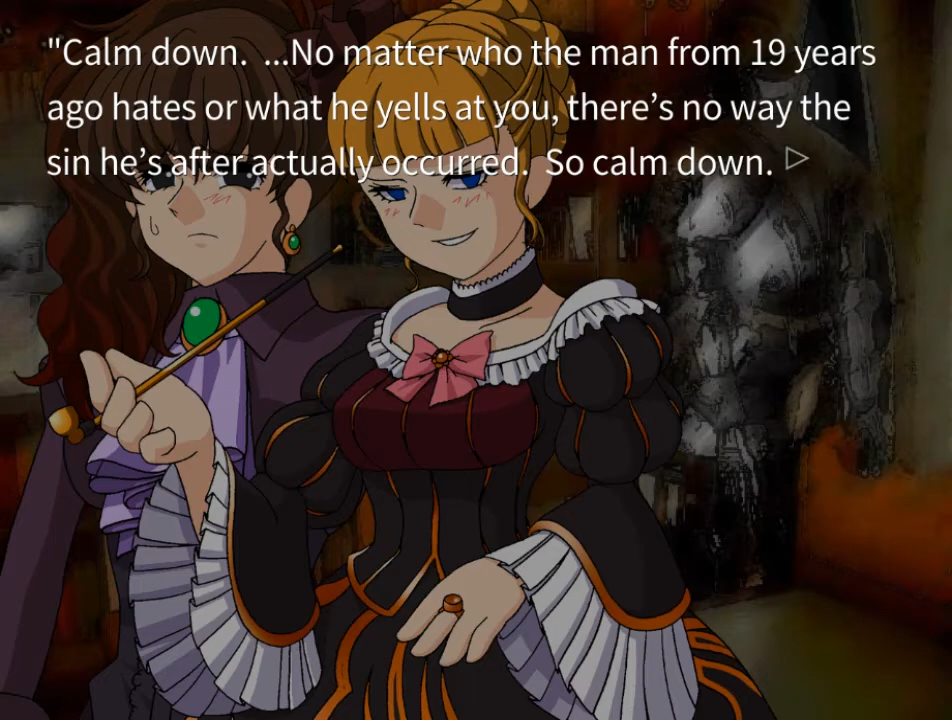 "Calm down.  ...No matter who the man from 19 years
ago hates or what he yells at you, there’s no way the
sin he’s after actually occurred.  So calm down.